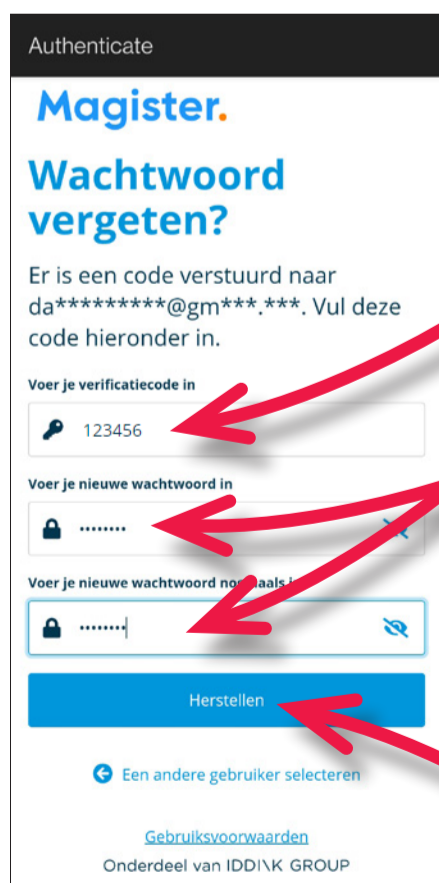 Authenticate
Magister.
Wachtwoord
vergeten?
Er is een code verstuurd naar
da*********@gm***.***. Vul deze
code hieronder in.
Voer je verificatiecode in
123456
Voer je nieuwe wachtwoord in
••••••••
Voer je nieuwe wachtwoord
••••••••
Herstellen
Een andere gebruiker selecteren
Gebruiksvoorwaarden
Onderdeel van IDDINK GROUP